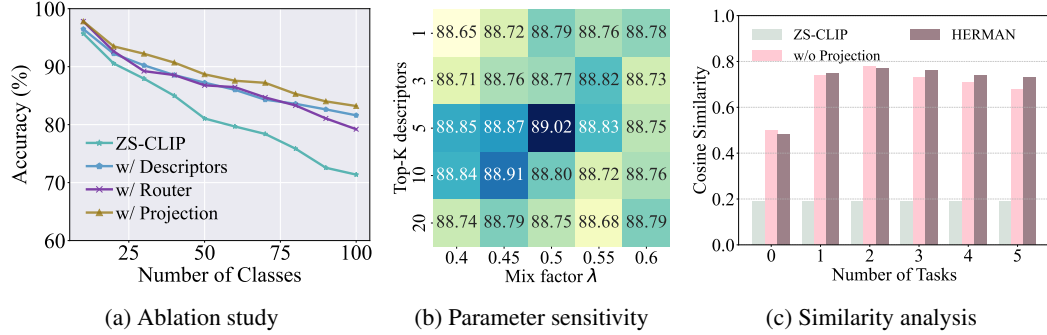 Accuracy (%)
100
90
80
70
60
ZS-CLIP
w/ Descriptors
w/ Router
w/ Projection
25 50 75 100
Number of Classes
(a) Ablation study
Top-K descriptors
1 88.65 88.72 88.79 88.76 88.78
3 88.71 88.76 88.77 88.82 88.73
5 88.85 88.87 89.02 88.83 88.75
10 88.84 88.91 88.80 88.72 88.76
20 88.74 88.79 88.75 88.68 88.79
0.4 0.45 0.5 0.55 0.6
Mix factor λ
(b) Parameter sensitivity
Cosine Similarity
1.0
0.8
0.6
0.4
0.2
0.0
ZS-CLIP HERMAN
w/o Projection
0 1 2 3 4 5
Number of Tasks
(c) Similarity analysis